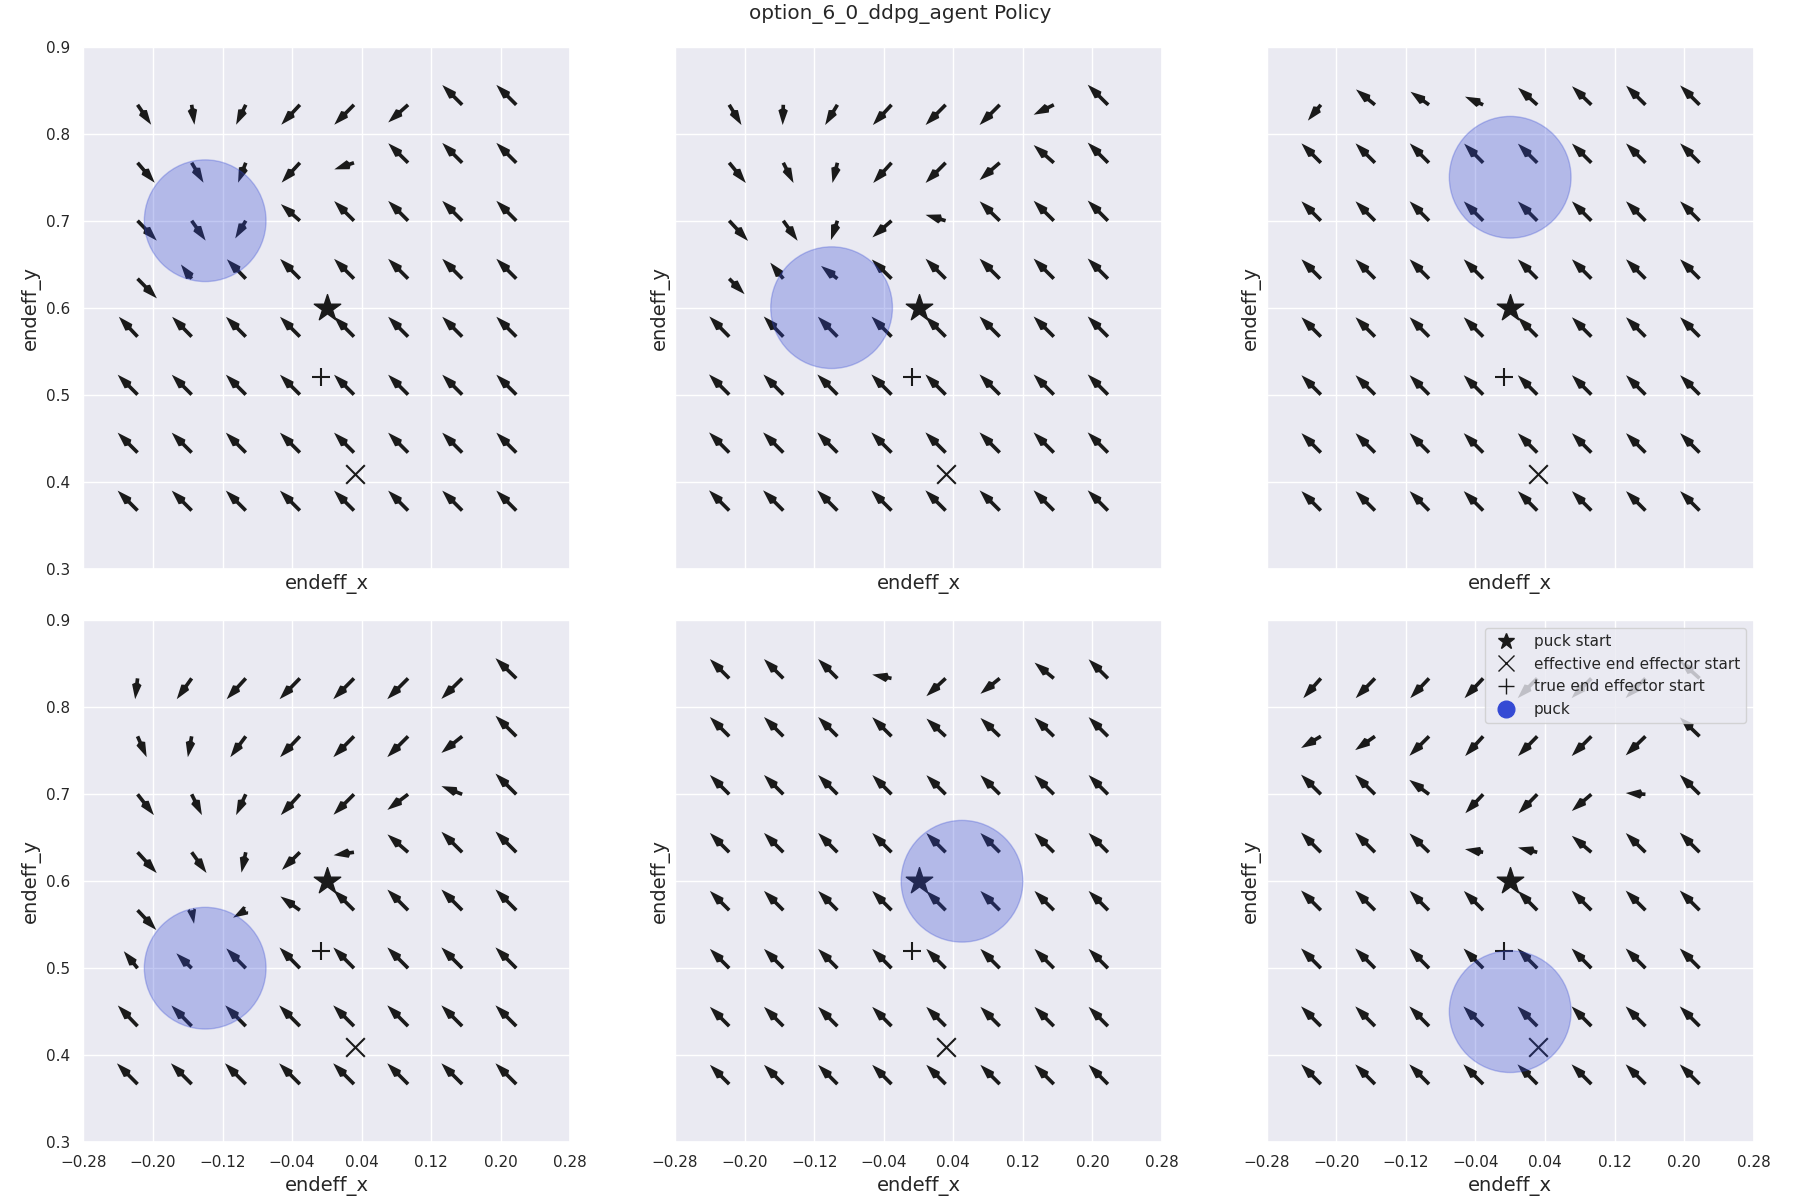 option_6_0_ddpg_agent Policy
0.9
0.8
0.7
0.6
0.5
0.4
0.3
endeff_y
endeff_x
endeff_y
endeff_x
endeff_y
endeff_x
0.9
0.8
0.7
0.6
0.5
0.4
0.3
endeff_y
−0.28 −0.20 −0.12 −0.04 0.04 0.12 0.20 0.28
endeff_x
endeff_y
−0.28 −0.20 −0.12 −0.04 0.04 0.12 0.20 0.28
endeff_x
puck start
effective end effector start
true end effector start
puck
endeff_y
−0.28 −0.20 −0.12 −0.04 0.04 0.12 0.20 0.28
endeff_x